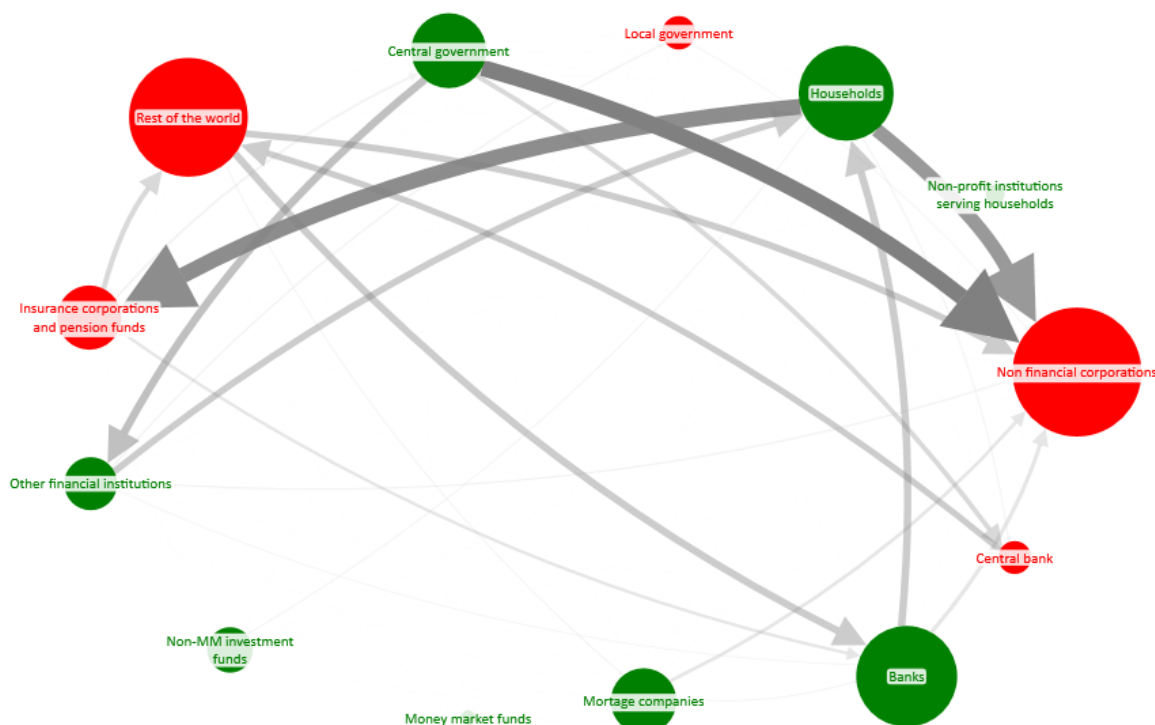 Local government
Central government
Households
Rest of the world
Non-profit institutions
serving households
Insurance corporations
and pension funds
Non financial corporations
Other financial institutions
Central bank
Non-MM investment
funds
Banks
Mortage companies
Money market funds